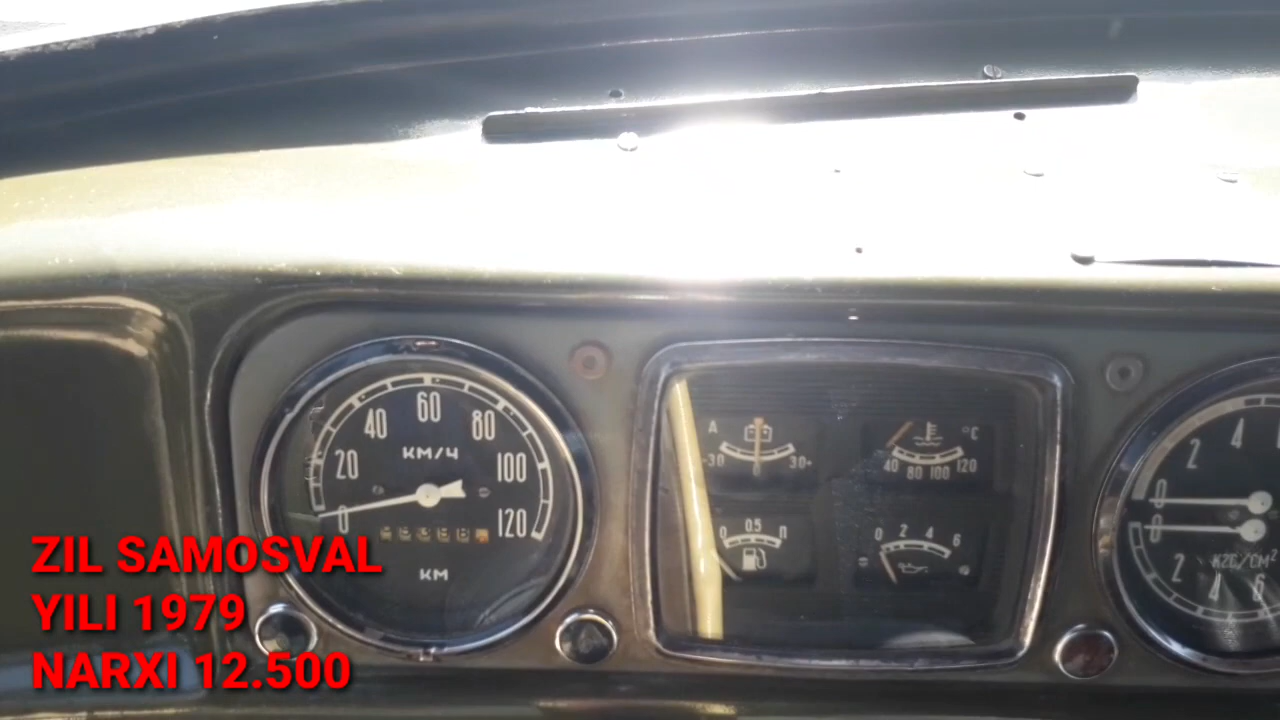 20 40 60 80 100 120
КМ/Ч
0
КМ
А
-30 0 30+
°C
40 80 100 120
0 0.5 П
0 2 4 6
2 4
0
0
КГС/СМ²
2 4 6
ZIL SAMOSVAL
YILI 1979
NARXI 12.500